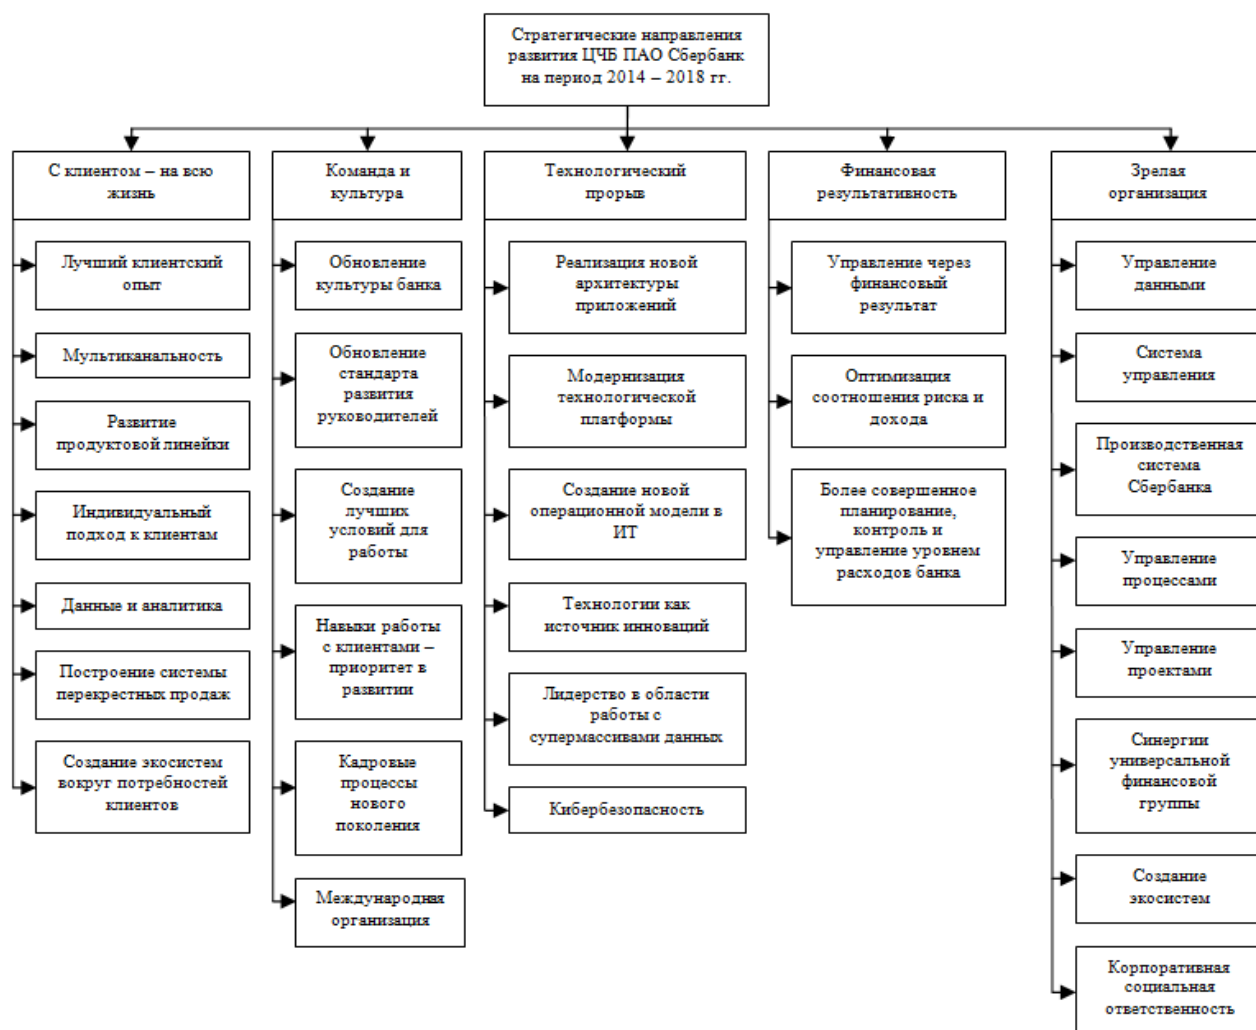 Стратегические направления
развития ЦЧБ ПАО Сбербанк
на период 2014 – 2018 гг.
С клиентом – на всю
жизнь
Лучший клиентский
опыт
Мультиканальность
Развитие
продуктовой линейки
Индивидуальный
подход к клиентам
Данные и аналитика
Построение системы
перекрестных продаж
Создание экосистем
вокруг потребностей
клиентов
Команда и
культура
Обновление
культуры банка
Обновление
стандарта
развития
руководителей
Создание
лучших
условий для
работы
Навыки работы
с клиентами –
приоритет в
развитии
Кадровые
процессы
нового
поколения
Международная
организация
Технологический
прорыв
Реализация новой
архитектуры
приложений
Модернизация
технологической
платформы
Создание новой
операционной модели в
ИТ
Технологии как
источник инноваций
Лидерство в области
работы с
супермассивами данных
Кибербезопасность
Финансовая
результативность
Управление через
финансовый
результат
Оптимизация
соотношения риска и
дохода
Более совершенное
планирование,
контроль и
управление уровнем
расходов банка
Зрелая
организация
Управление
данными
Система
управления
Производственная
система
Сбербанка
Управление
процессами
Управление
проектами
Синергии
универсальной
финансовой
группы
Создание
экосистем
Корпоративная
социальная
ответственность